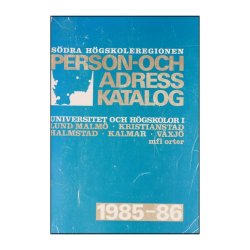 SÖDRA HÖGSKOLEREGIONEN
PERSON-OCH
ADRESS
KATALOG
UNIVERSITET OCH HÖGSKOLOR I
LUND MALMÖ · KRISTIANSTAD
HALMSTAD · KALMAR · VÄXJÖ
mfl orter
1985-86